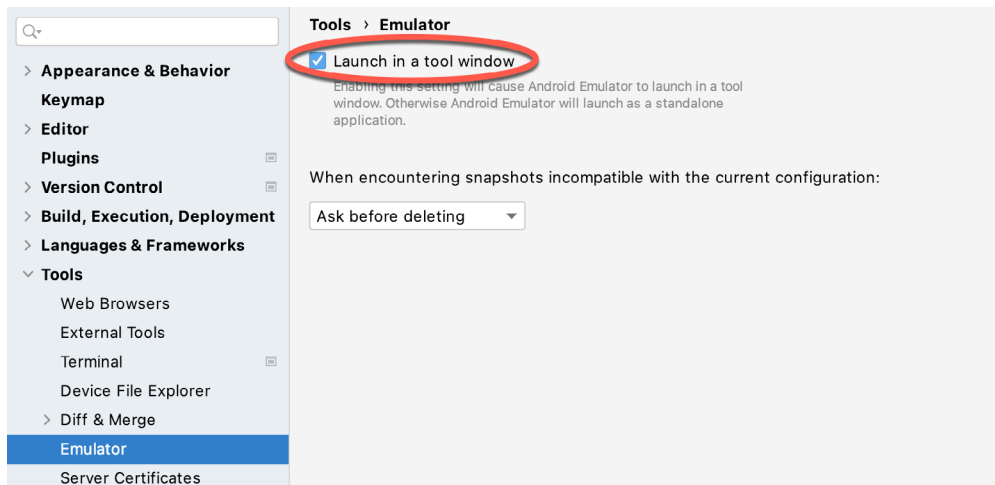 Appearance & Behavior
Keymap
Editor
Plugins
Version Control
Build, Execution, Deployment
Languages & Frameworks
Tools
Web Browsers
External Tools
Terminal
Device File Explorer
Diff & Merge
Emulator
Server Certificates
Tools › Emulator
Launch in a tool window
Enabling this setting will cause Android Emulator to launch in a tool
window. Otherwise Android Emulator will launch as a standalone
application.
When encountering snapshots incompatible with the current configuration:
Ask before deleting